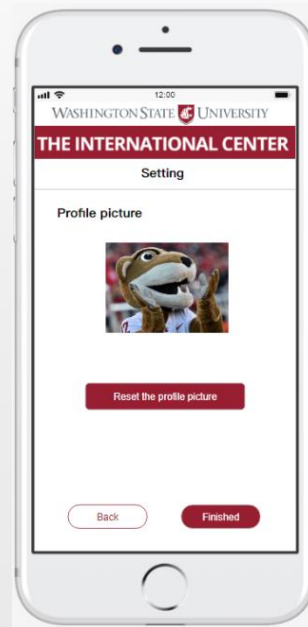 12:00
WASHINGTON STATE UNIVERSITY
THE INTERNATIONAL CENTER
Setting
Profile picture
Reset the profile picture
Back
Finished